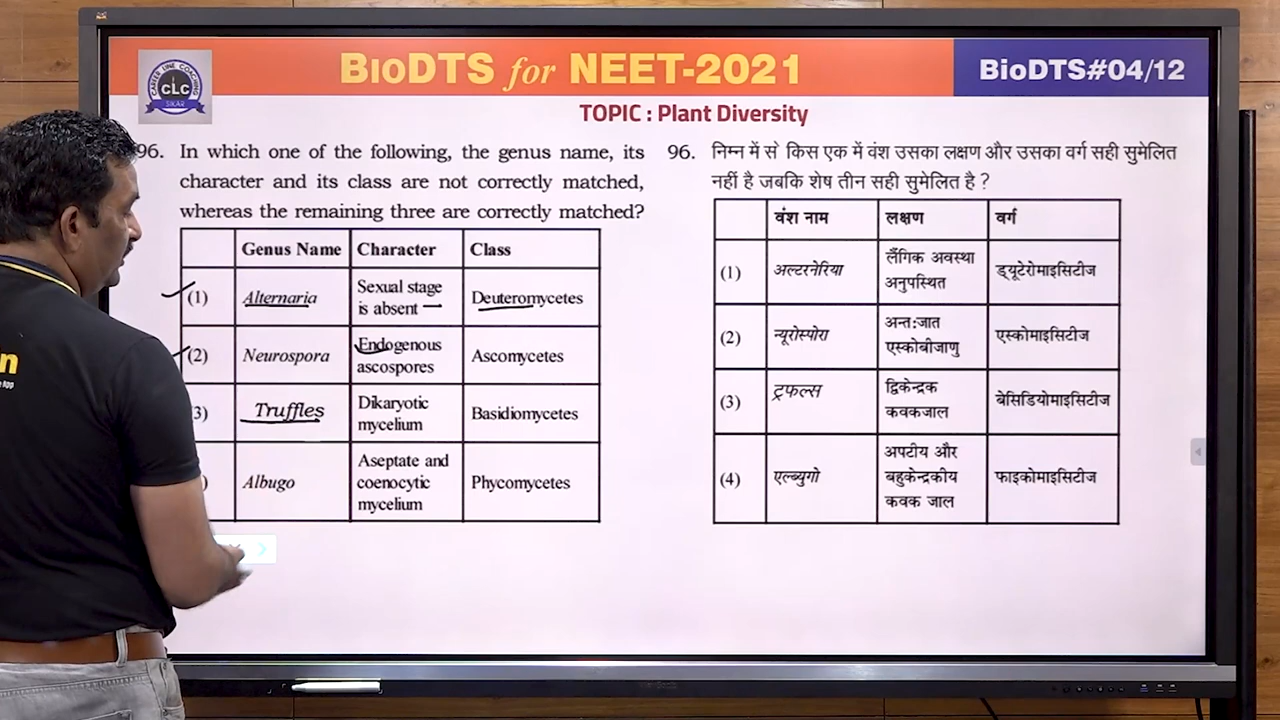 BIODTS for NEET-2021
BIODTS#04/12
CAREER LINE COACHING
CLC
SIKAR
TOPIC : Plant Diversity
96. In which one of the following, the genus name, its
character and its class are not correctly matched,
whereas the remaining three are correctly matched?
Genus Name Character Class
(1) Alternaria Sexual stage Deuteromycetes
is absent
(2) Neurospora Endogenous Ascomycetes
ascospores
3) Truffles Dikaryotic Basidiomycetes
mycelium
) Albugo Aseptate and Phycomycetes
coenocytic
mycelium
96. निम्न में से किस एक में वंश उसका लक्षण और उसका वर्ग सही सुमेलित
नहीं है जबकि शेष तीन सही सुमेलित है ?
वंश नाम लक्षण वर्ग
(1) अल्टरनेरिया लैंगिक अवस्था ड्यूटेरोमाइसिटीज
अनुपस्थित
(2) न्यूरोस्पोरा अन्त:जात एस्कोमाइसिटीज
एस्कोबीजाणु
(3) ट्रफल्स द्विकेन्द्रक बेसिडियोमाइसिटीज
कवकजाल
(4) एल्ब्युगो अपटीय और फाइकोमाइसिटीज
बहुकेन्द्रकीय
कवक जाल
n